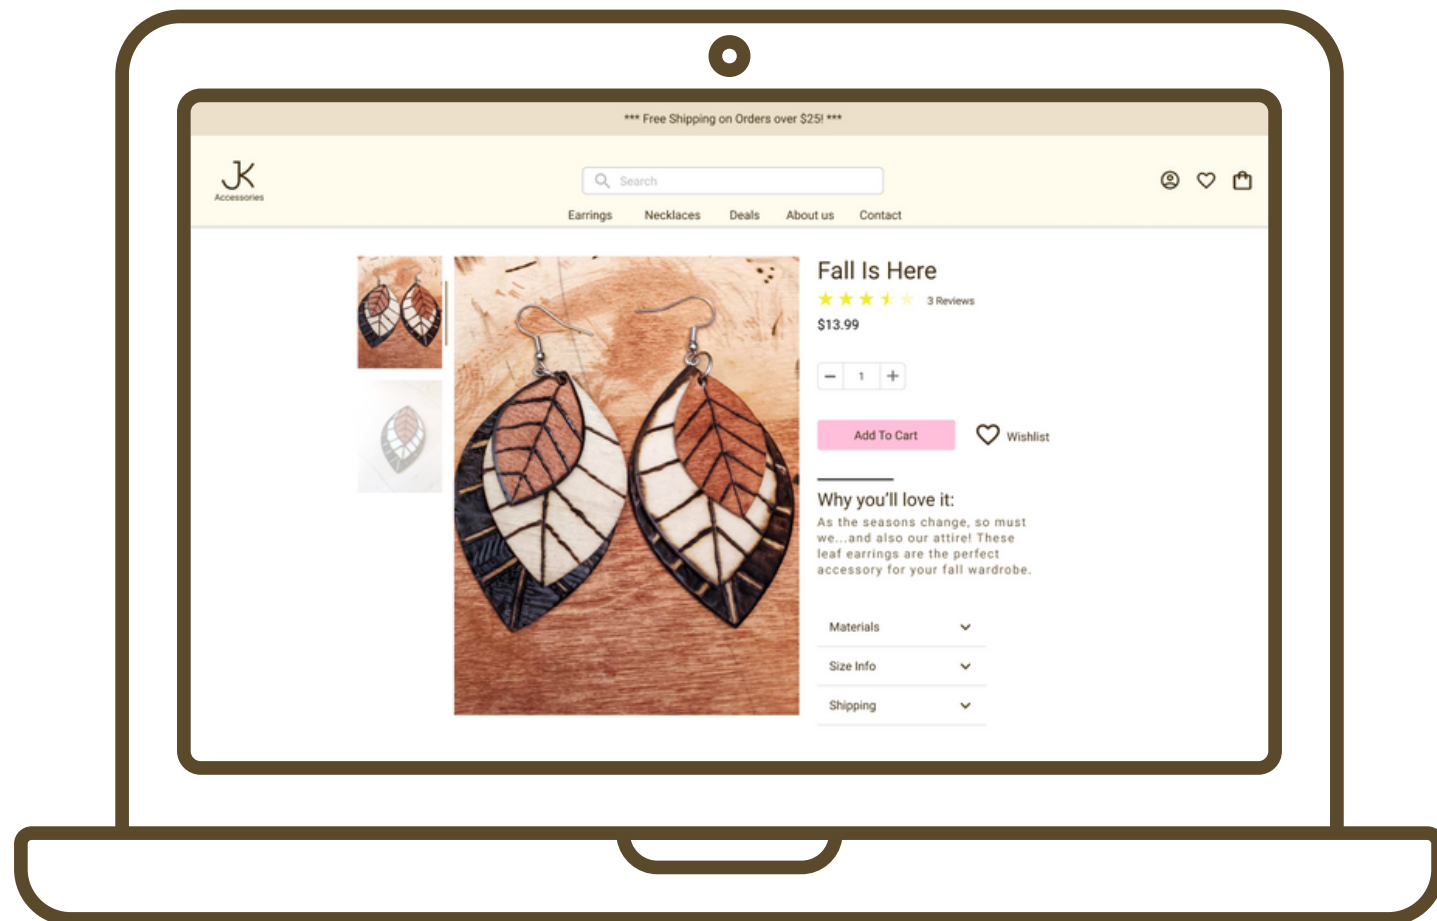 *** Free Shipping on Orders over $25! ***
JK
Accessories
Search
Earrings Necklaces Deals About us Contact
Fall Is Here
3 Reviews
$13.99
1
Add To Cart
Wishlist
Why you'll love it:
As the seasons change, so must
we...and also our attire! These
leaf earrings are the perfect
accessory for your fall wardrobe.
Materials
Size Info
Shipping